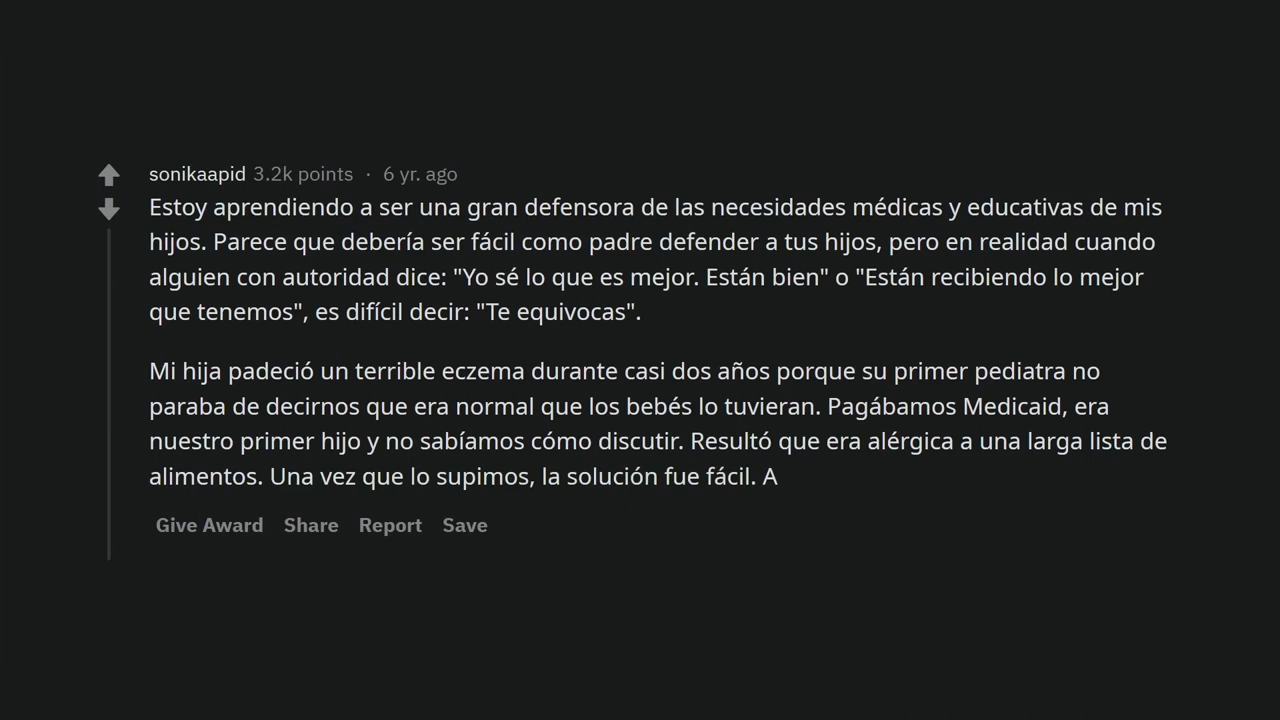 sonikaapid 3.2k points · 6 yr. ago
Estoy aprendiendo a ser una gran defensora de las necesidades médicas y educativas de mis
hijos. Parece que debería ser fácil como padre defender a tus hijos, pero en realidad cuando
alguien con autoridad dice: "Yo sé lo que es mejor. Están bien" o "Están recibiendo lo mejor
que tenemos", es difícil decir: "Te equivocas".
Mi hija padeció un terrible eczema durante casi dos años porque su primer pediatra no
paraba de decirnos que era normal que los bebés lo tuvieran. Pagábamos Medicaid, era
nuestro primer hijo y no sabíamos cómo discutir. Resultó que era alérgica a una larga lista de
alimentos. Una vez que lo supimos, la solución fue fácil. A
Give Award Share Report Save